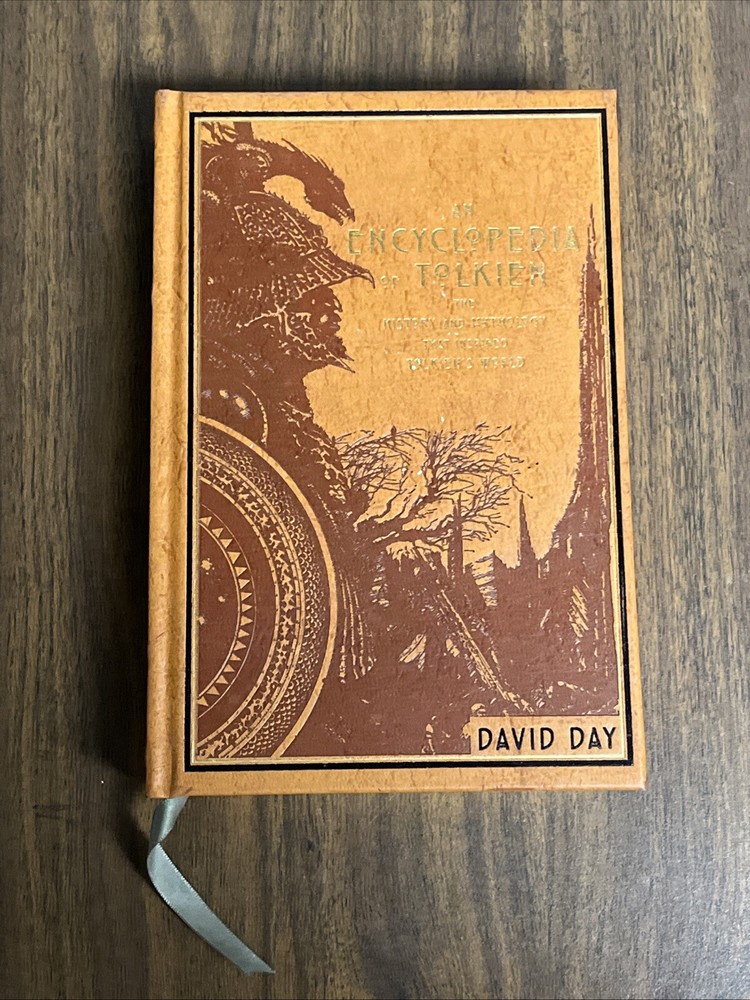 AN
ENCYCLOPEDIA
OF TOLKIEN
THE
HISTORY AND MYTHOLOGY
THAT INSPIRED
TOLKIEN'S WORLD
DAVID DAY